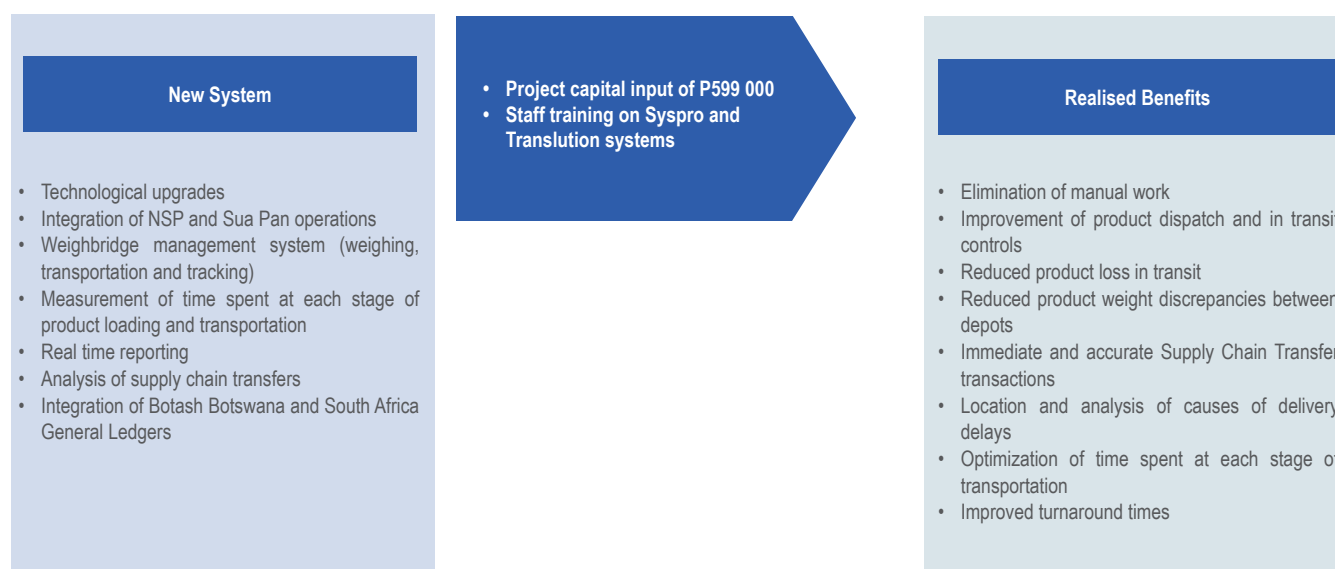 New System
• Technological upgrades
• Integration of NSP and Sua Pan operations
• Weighbridge management system (weighing,
transportation and tracking)
• Measurement of time spent at each stage of
product loading and transportation
• Real time reporting
• Analysis of supply chain transfers
• Integration of Botash Botswana and South Africa
General Ledgers
• Project capital input of P599 000
• Staff training on Syspro and
Translution systems
Realised Benefits
• Elimination of manual work
• Improvement of product dispatch and in transit
controls
• Reduced product loss in transit
• Reduced product weight discrepancies between
depots
• Immediate and accurate Supply Chain Transfer
transactions
• Location and analysis of causes of delivery
delays
• Optimization of time spent at each stage of
transportation
• Improved turnaround times